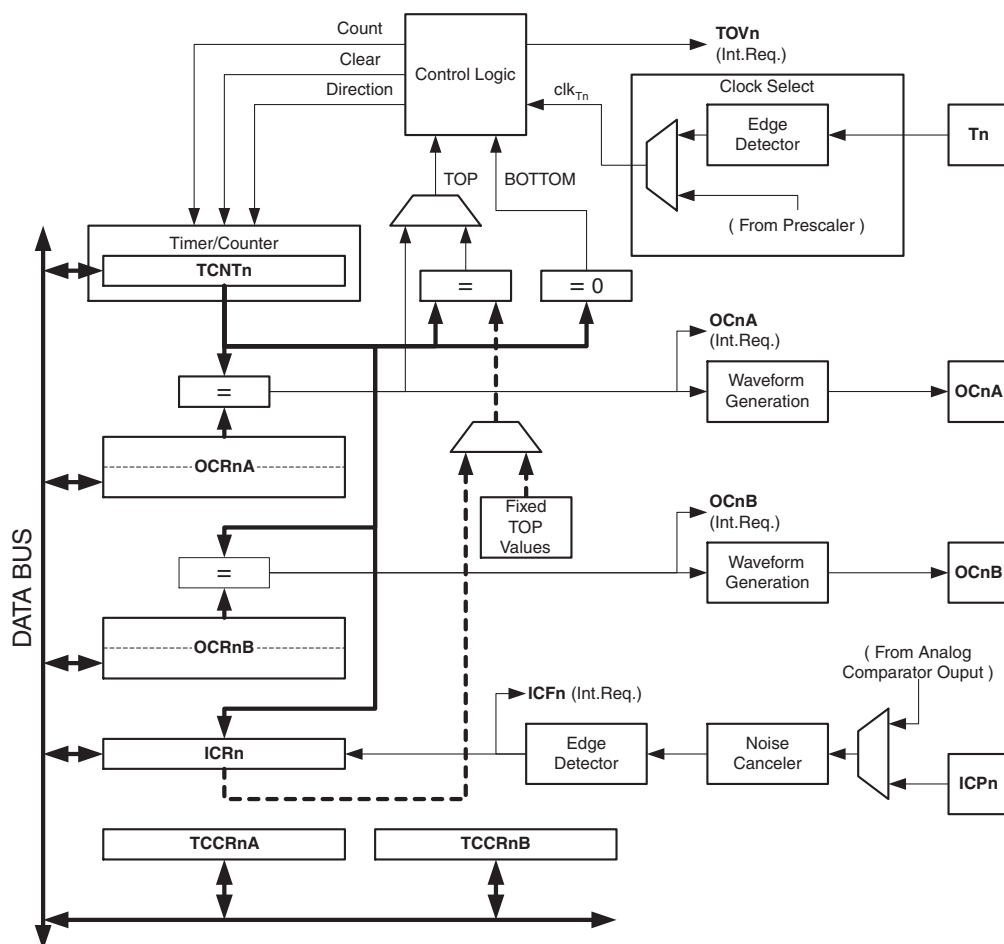 Count
Clear
Direction
Control Logic
TOVn
(Int.Req.)
clkTn
Clock Select
Edge
Detector
Tn
( From Prescaler )
TOP
BOTTOM
Timer/Counter
TCNTn
=
= 0
OCnA
(Int.Req.)
=
Waveform
Generation
OCnA
OCRnA
Fixed
TOP
Values
OCnB
(Int.Req.)
=
Waveform
Generation
OCnB
OCRnB
DATA BUS
( From Analog
Comparator Ouput )
ICFn (Int.Req.)
ICRn
Edge
Detector
Noise
Canceler
ICPn
TCCRnA
TCCRnB